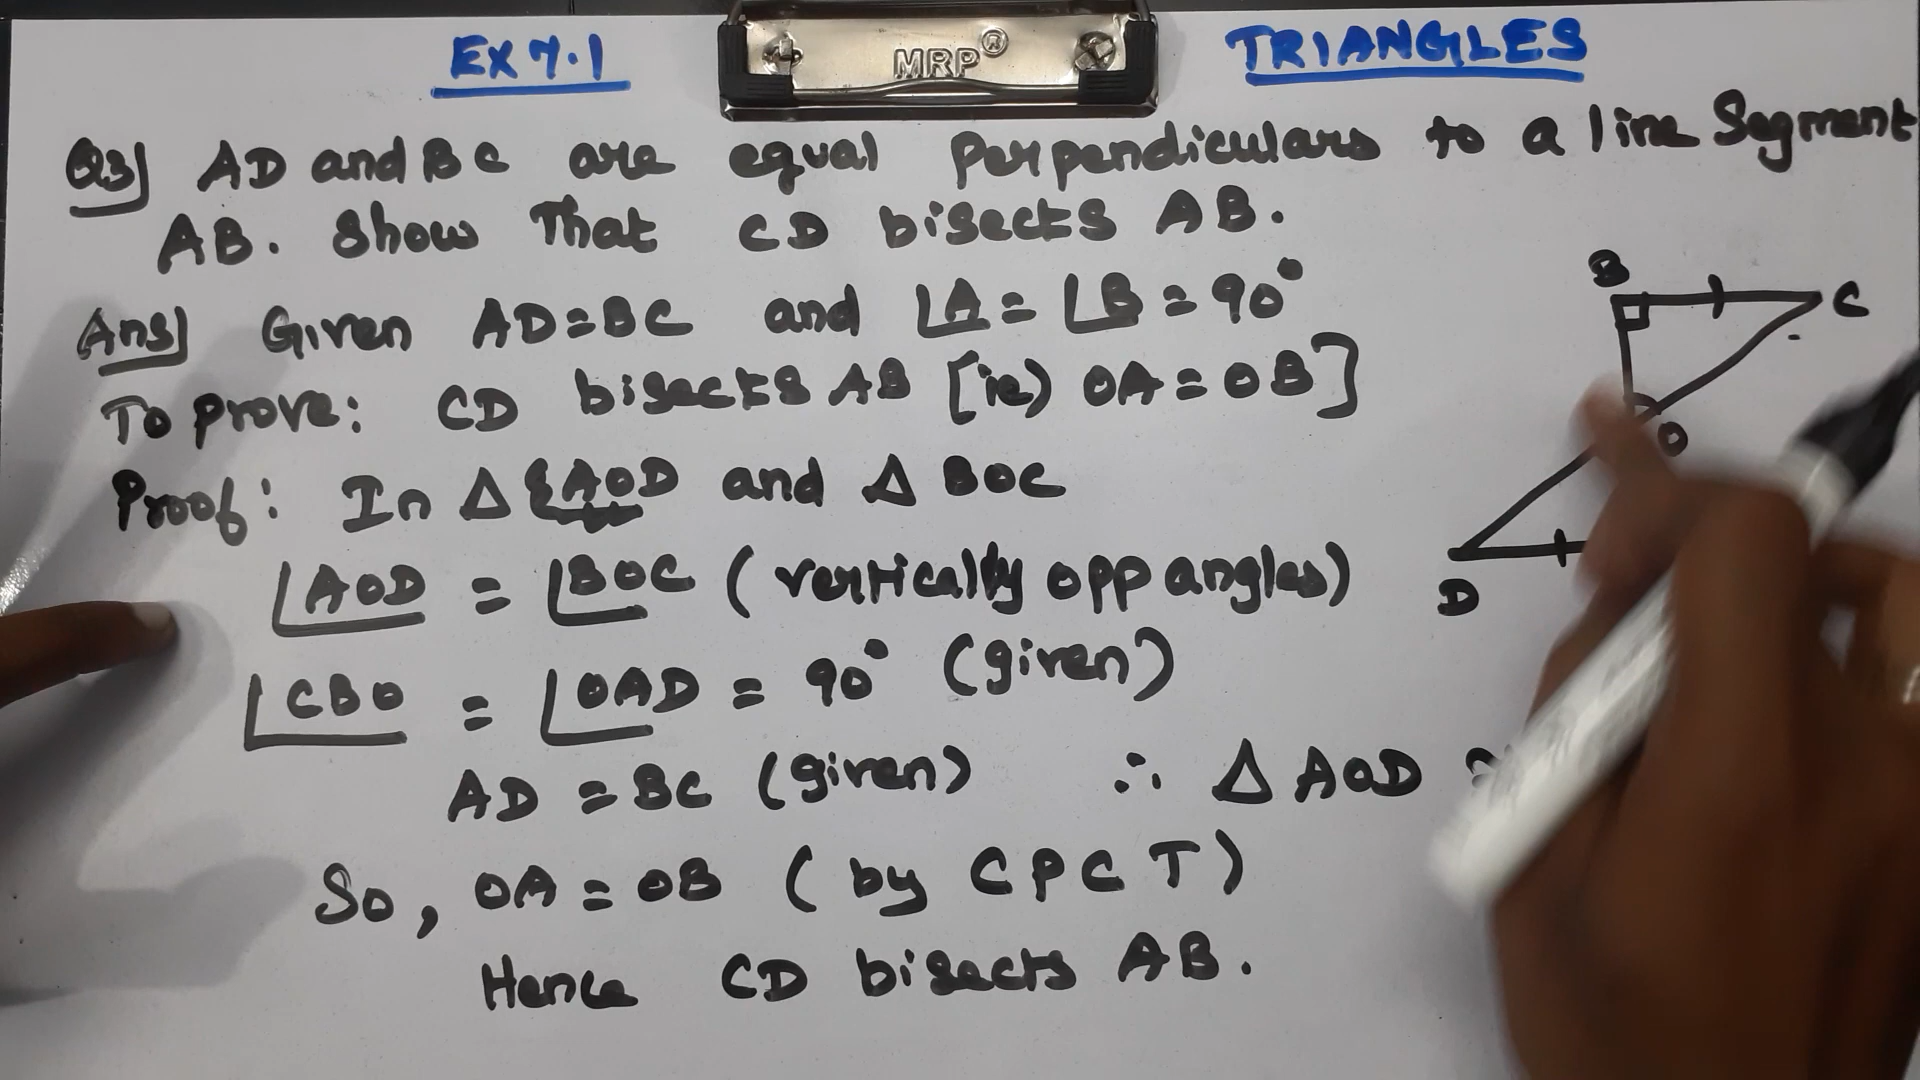 EX 7.1
MRP®
TRIANGLES
Q3] AD and BC are equal Perpendiculars to a line Segment
AB. Show That CD bisects AB.
Ans] Given AD=BC and ∠A = ∠B = 90°
To prove: CD bisects AB [ie) OA = OB]
Proof: In Δ AOD and Δ BOC
∠AOD = ∠BOC (vertically opp angles)
∠CBO = ∠OAD = 90° (given)
AD = BC (given) ∴ Δ AOD
So, OA = OB (by CPCT)
Hence CD bisects AB.
B
C
O
D